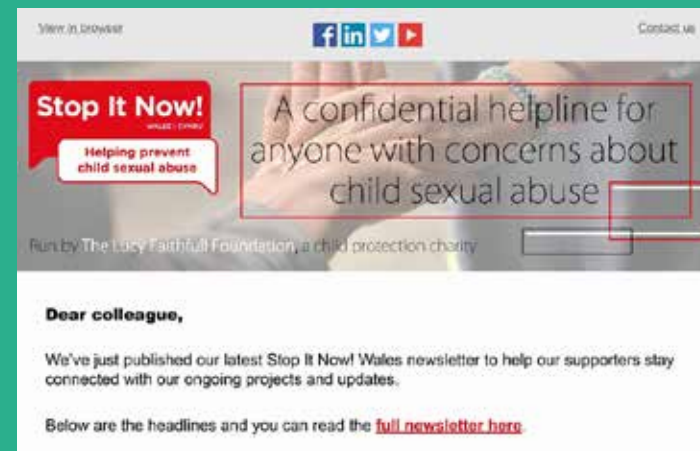 View in browser
Contact us
Stop It Now!
WALES | CYMRU
Helping prevent
child sexual abuse
A confidential helpline for
anyone with concerns about
child sexual abuse
Run by The Lucy Faithfull Foundation, a child protection charity
Dear colleague,
We've just published our latest Stop It Now! Wales newsletter to help our supporters stay
connected with our ongoing projects and updates.
Below are the headlines and you can read the full newsletter here.